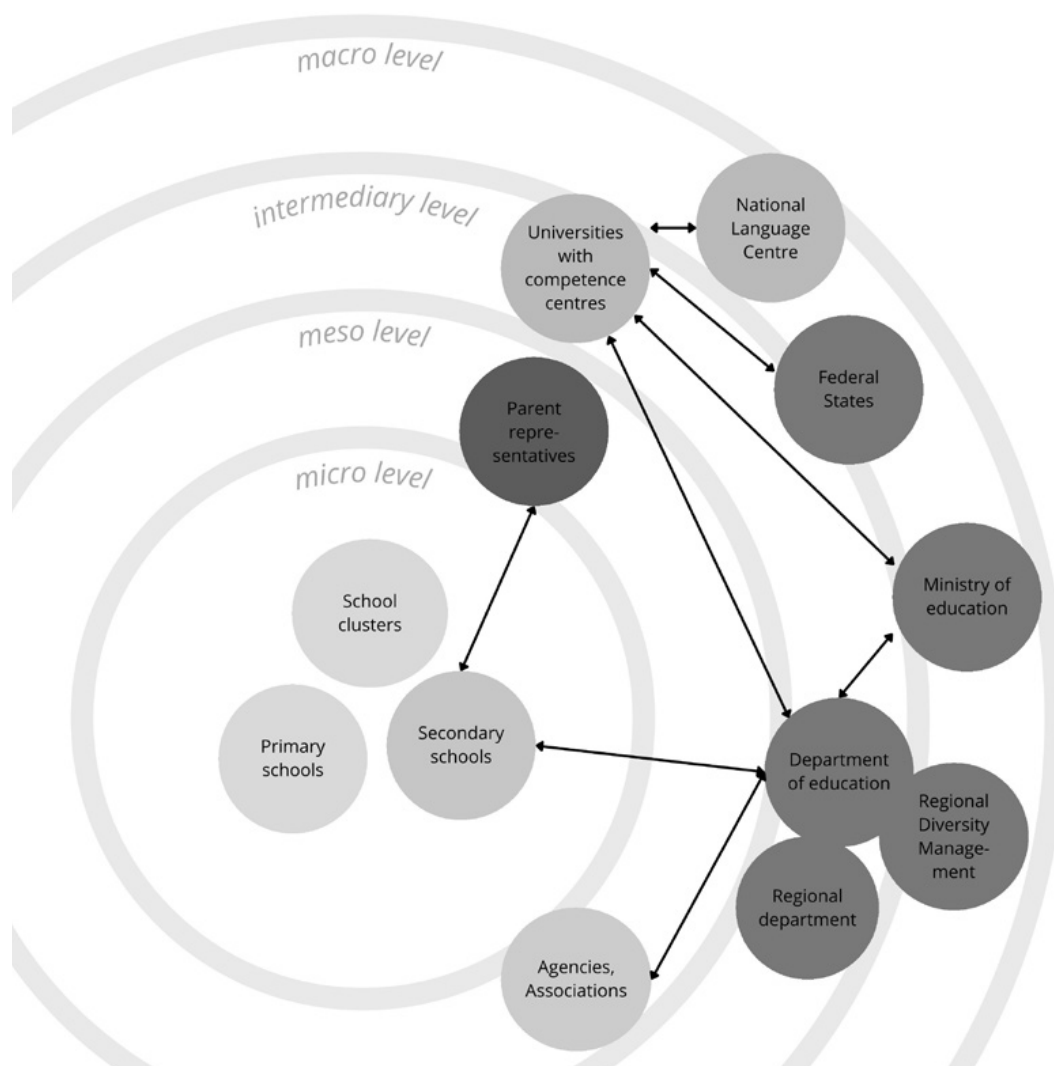 macro level
intermediary level
National
Language
Centre
Universities
with
competence
centres
meso level
Federal
States
Parent
repre-
sentatives
micro level
School
clusters
Ministry of
education
Primary
schools
Secondary
schools
Department
of education
Regional
Diversity
Manage-
ment
Regional
department
Agencies,
Associations